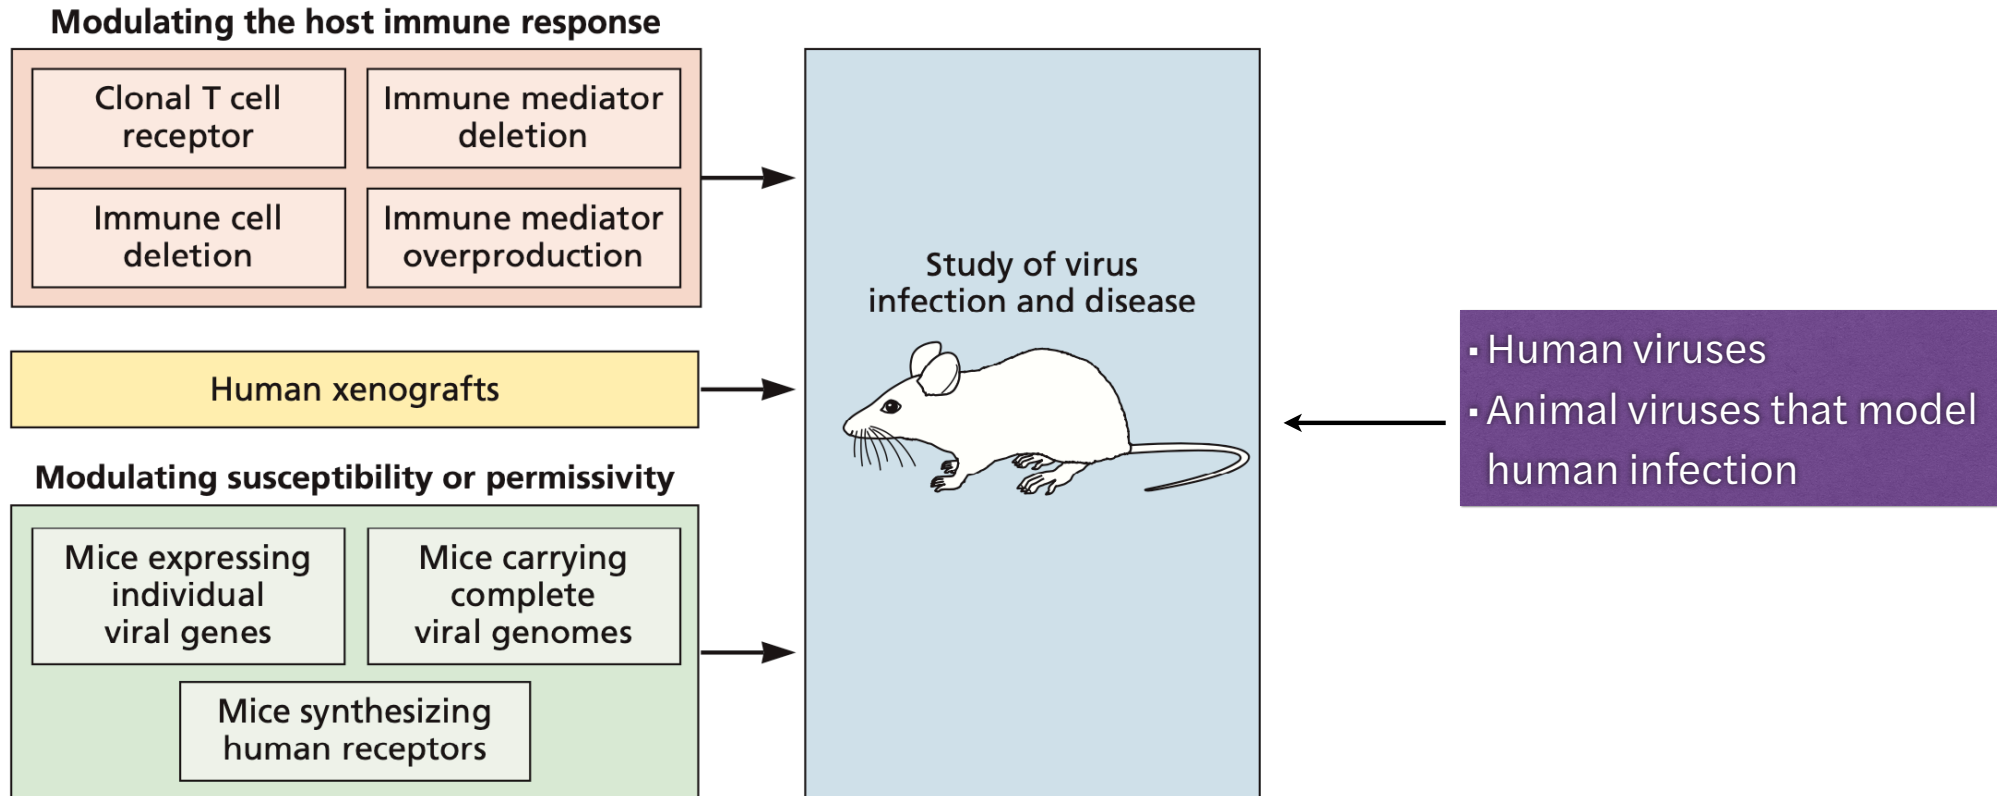 Modulating the host immune response
Clonal T cell
receptor
Immune mediator
deletion
Immune cell
deletion
Immune mediator
overproduction
Human xenografts
Modulating susceptibility or permissivity
Mice expressing
individual
viral genes
Mice carrying
complete
viral genomes
Mice synthesizing
human receptors
Study of virus
infection and disease
▪ Human viruses
▪ Animal viruses that model
human infection